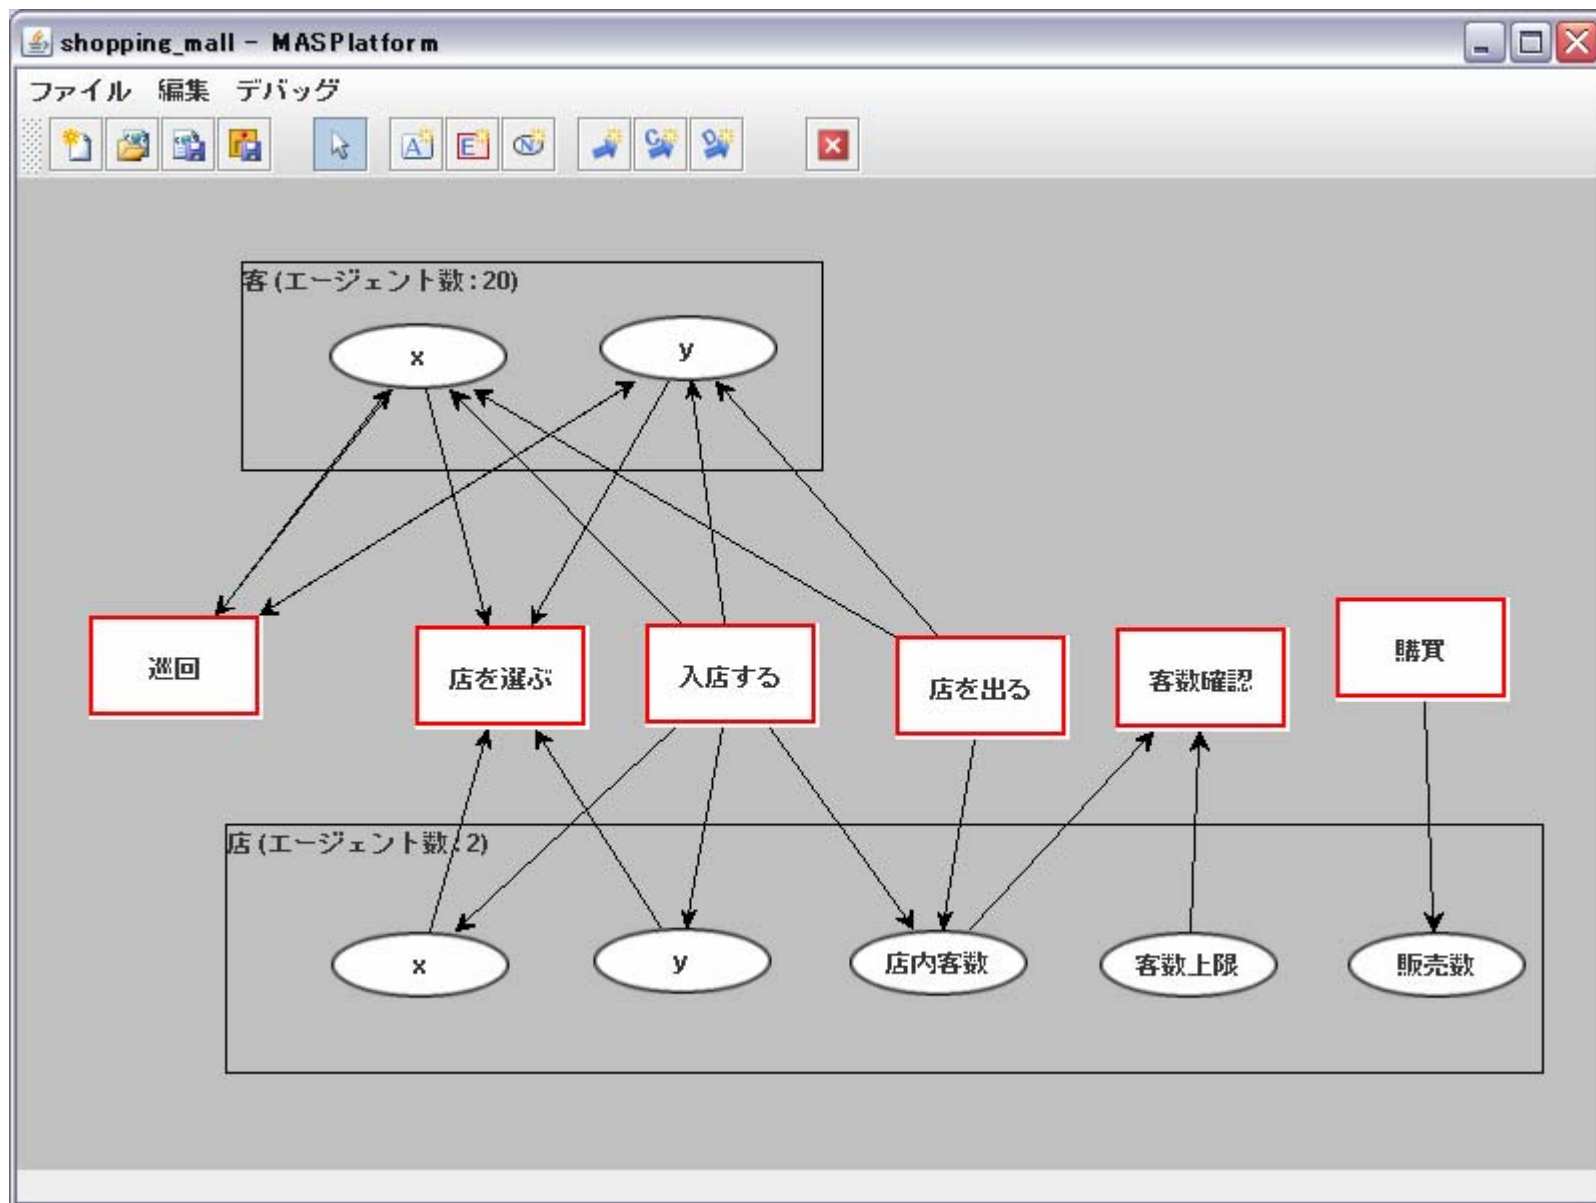 shopping_mall - MASPlatform
ファイル 編集 デバッグ
A E N C D
客 (エージェント数 : 20)
x y
巡回 店を選ぶ 入店する 店を出る 客数確認 購買
店 (エージェント数 : 2)
x y 店内客数 客数上限 販売数